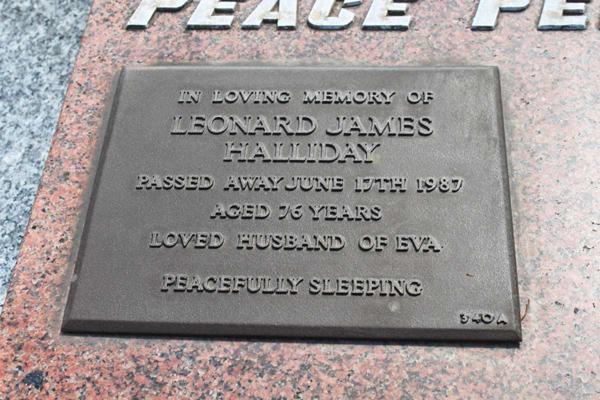 PEACE PE
IN LOVING MEMORY OF
LEONARD JAMES
HALLIDAY
PASSED AWAY JUNE 17TH 1987
AGED 76 YEARS
LOVED HUSBAND OF EVA
PEACEFULLY SLEEPING
340A